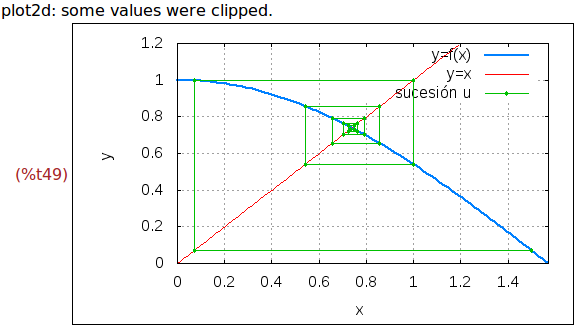 plot2d: some values were clipped.
1.2
y=f(x)
y=x
sucesión u
1
0.8
0.6
0.4
0.2
0
y
(%t49)
0 0.2 0.4 0.6 0.8 1 1.2 1.4
x